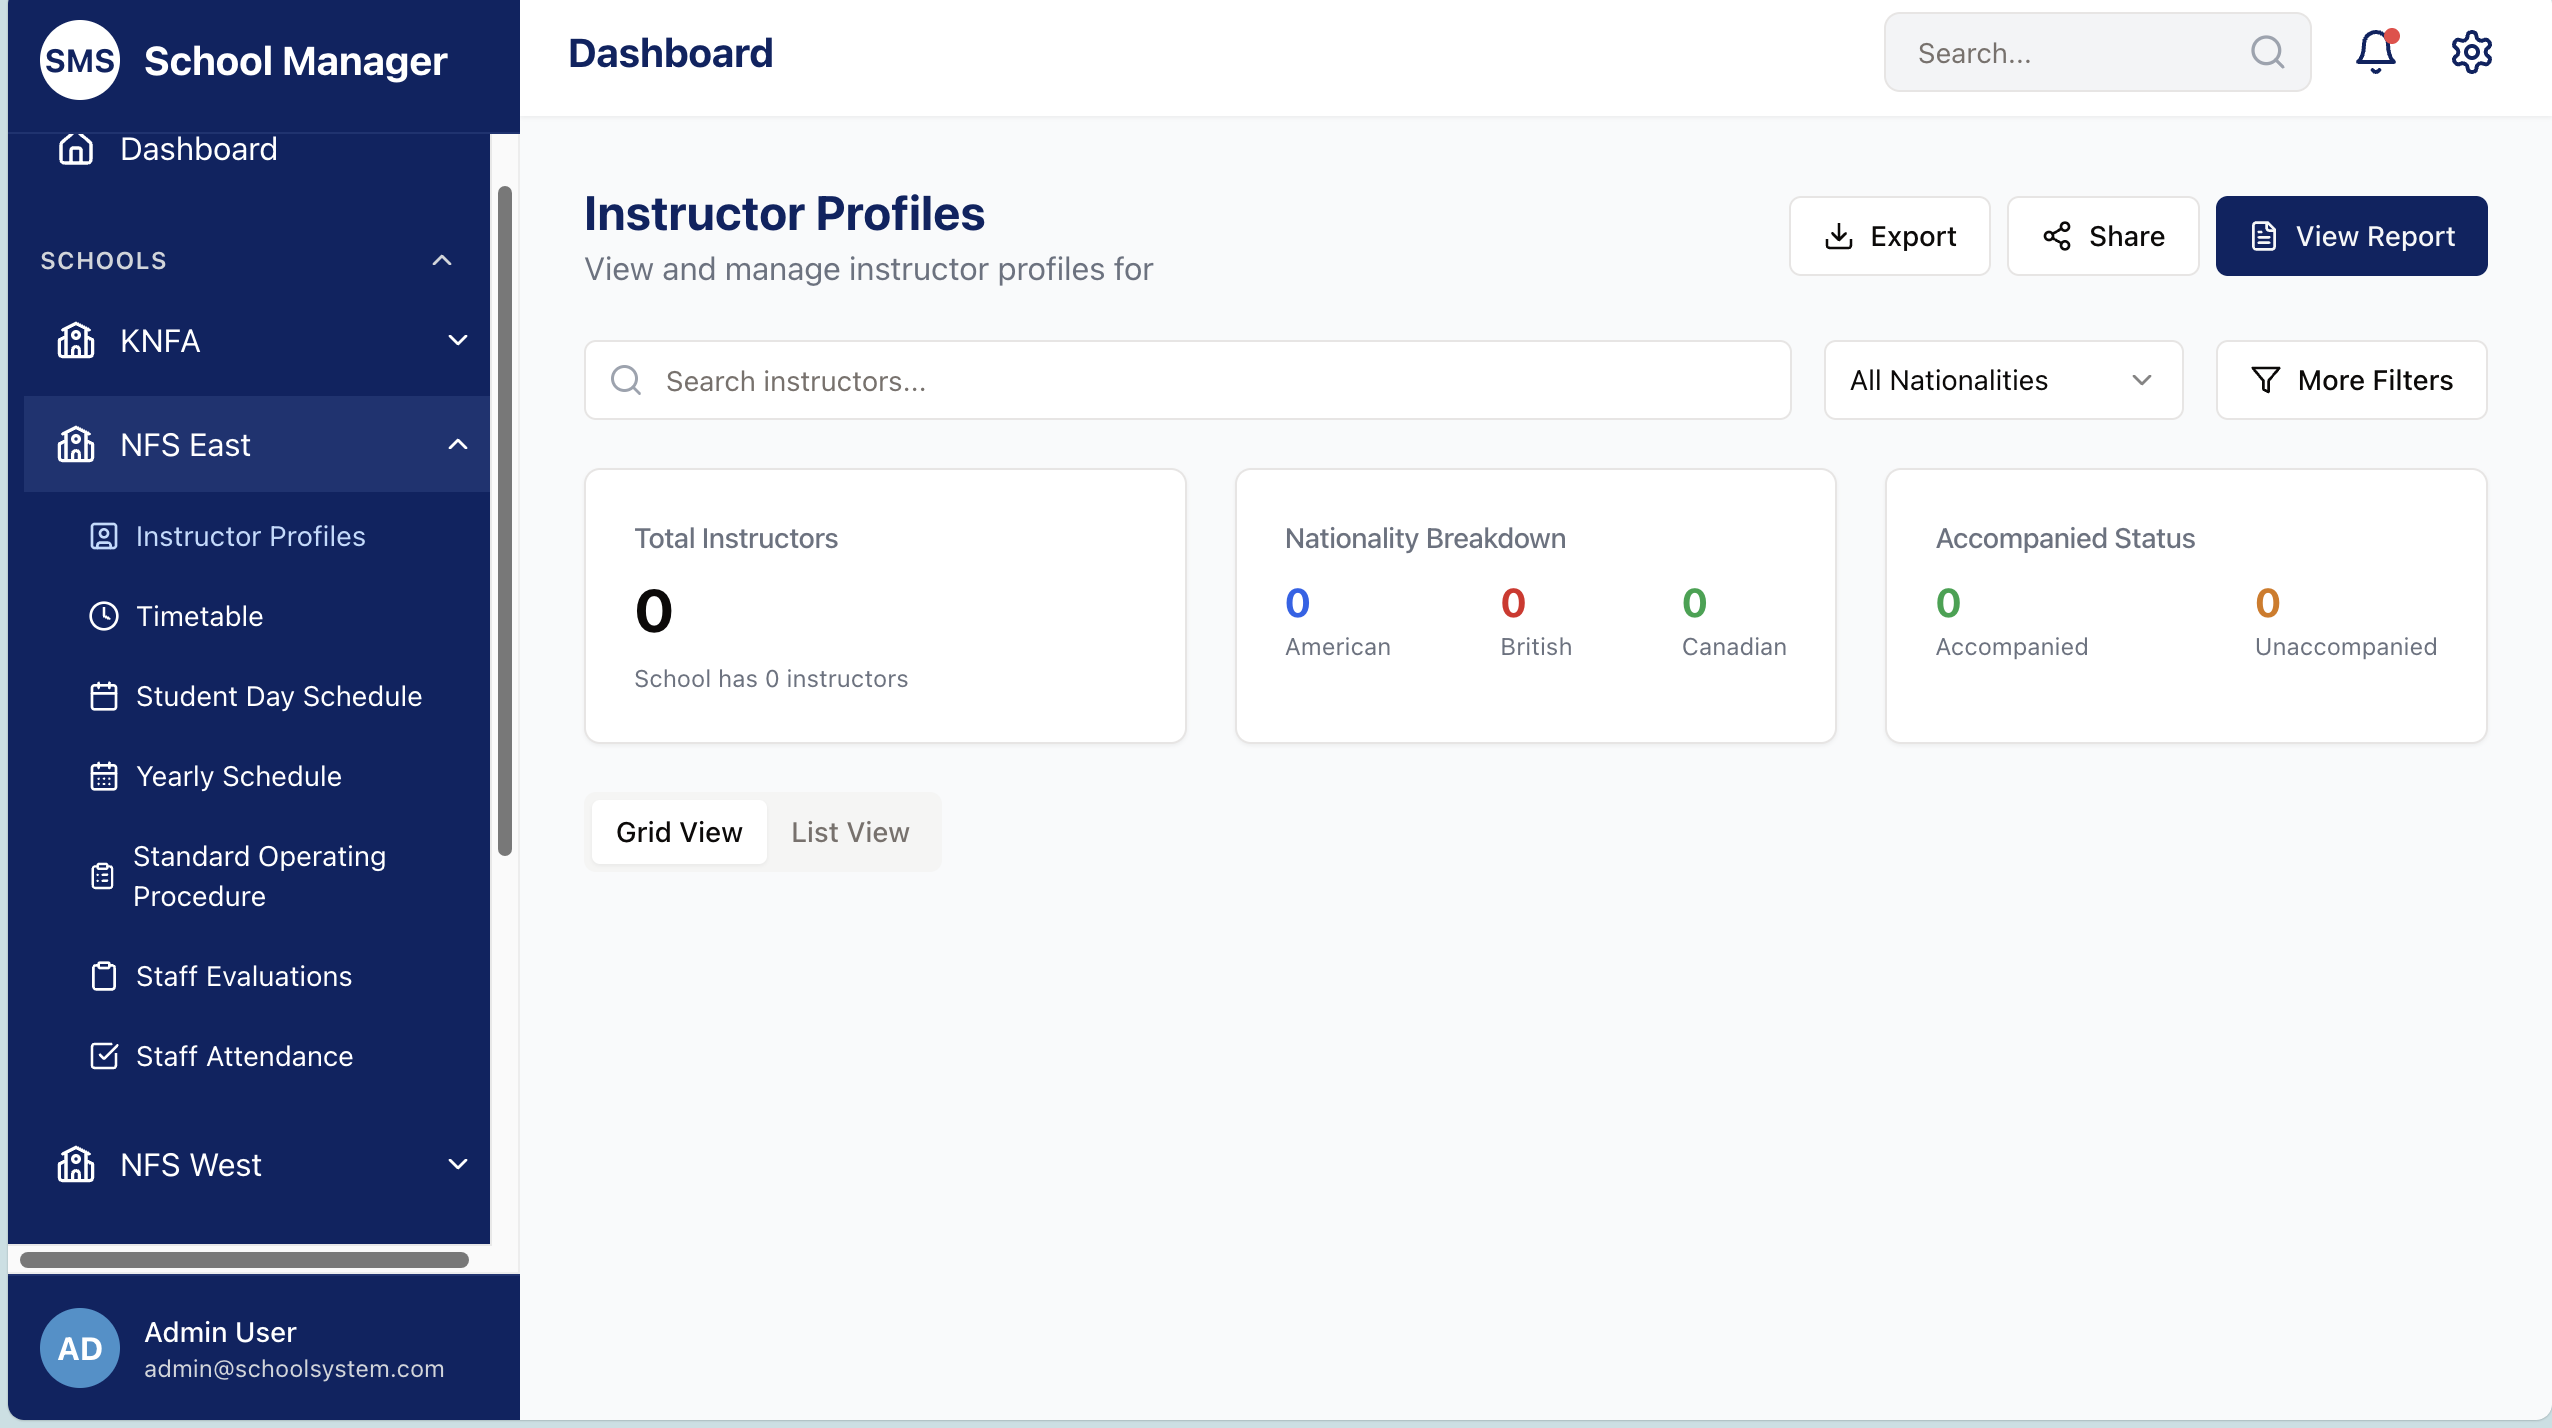 SMS
School Manager
Dashboard
SCHOOLS
KNFA
NFS East
Instructor Profiles
Timetable
Student Day Schedule
Yearly Schedule
Standard Operating
Procedure
Staff Evaluations
Staff Attendance
NFS West
AD
Admin User
admin@schoolsystem.com
Dashboard
Search...
Instructor Profiles
View and manage instructor profiles for
Export
Share
View Report
Search instructors...
All Nationalities
More Filters
Total Instructors
0
School has 0 instructors
Nationality Breakdown
0 0 0
American British Canadian
Accompanied Status
0 0
Accompanied Unaccompanied
Grid View
List View